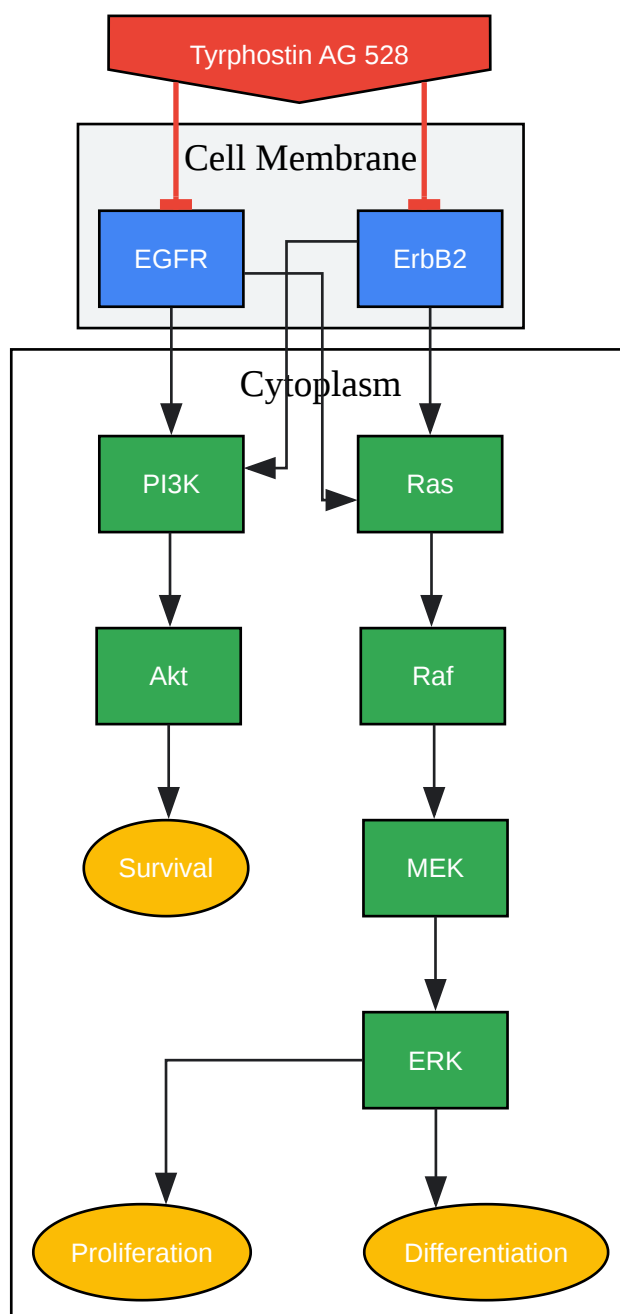 Tyrphostin AG 528
Cell Membrane
EGFR
ErbB2
Cytoplasm
PI3K
Ras
Akt
Raf
Survival
MEK
ERK
Proliferation
Differentiation